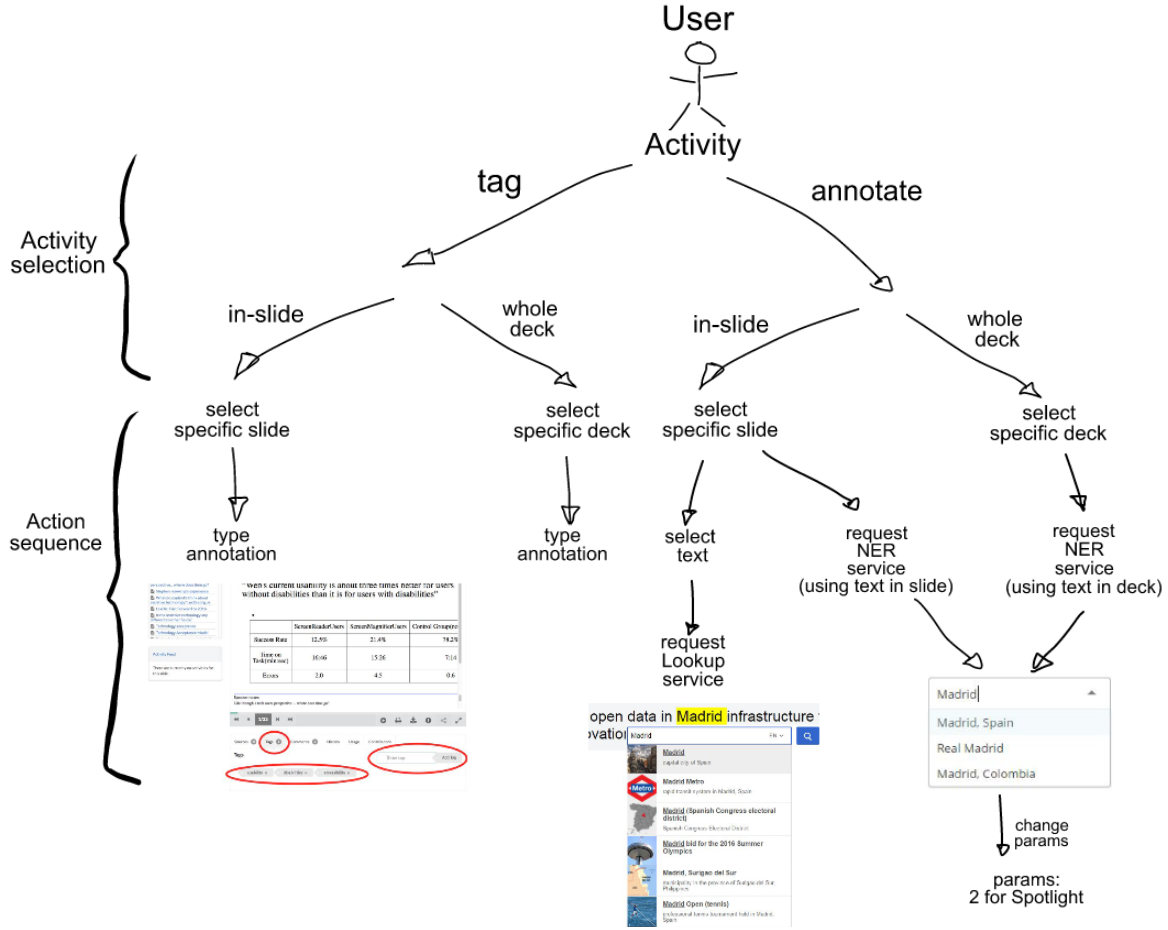 User
Activity
tag
annotate
Activity
selection
in-slide
whole
deck
in-slide
whole
deck
select
specific slide
select
specific deck
select
specific slide
select
specific deck
Action
sequence
type
annotation
type
annotation
select
text
request
NER
service
(using text in slide)
request
NER
service
(using text in deck)
"Web's current usability is about three times better for users
without disabilities than it is for users with disabilities"
ScreenReaderUsers ScreenMagnifierUsers Control Group(no
Success Rate 12.5% 21.4% 78.2%
Time on
Task(min:sec) 16:46 15:26 7:14
Errors 2.0 4.5 0.6
Activity Feed
Tags
request
Lookup
service
open data in Madrid infrastructure
Madrid EN
Madrid
capital city of Spain
Madrid Metro
rapid transit system in Madrid, Spain
Madrid (Spanish Congress electoral
district)
Spanish Congress Electoral District
Madrid bid for the 2016 Summer
Olympics
Madrid, Surigao del Sur
municipality in the province of Surigao del Sur,
Philippines
Madrid Open (tennis)
professional tennis tournament held in Madrid,
Spain
Madrid
Madrid, Spain
Real Madrid
Madrid, Colombia
change
params
params:
2 for Spotlight